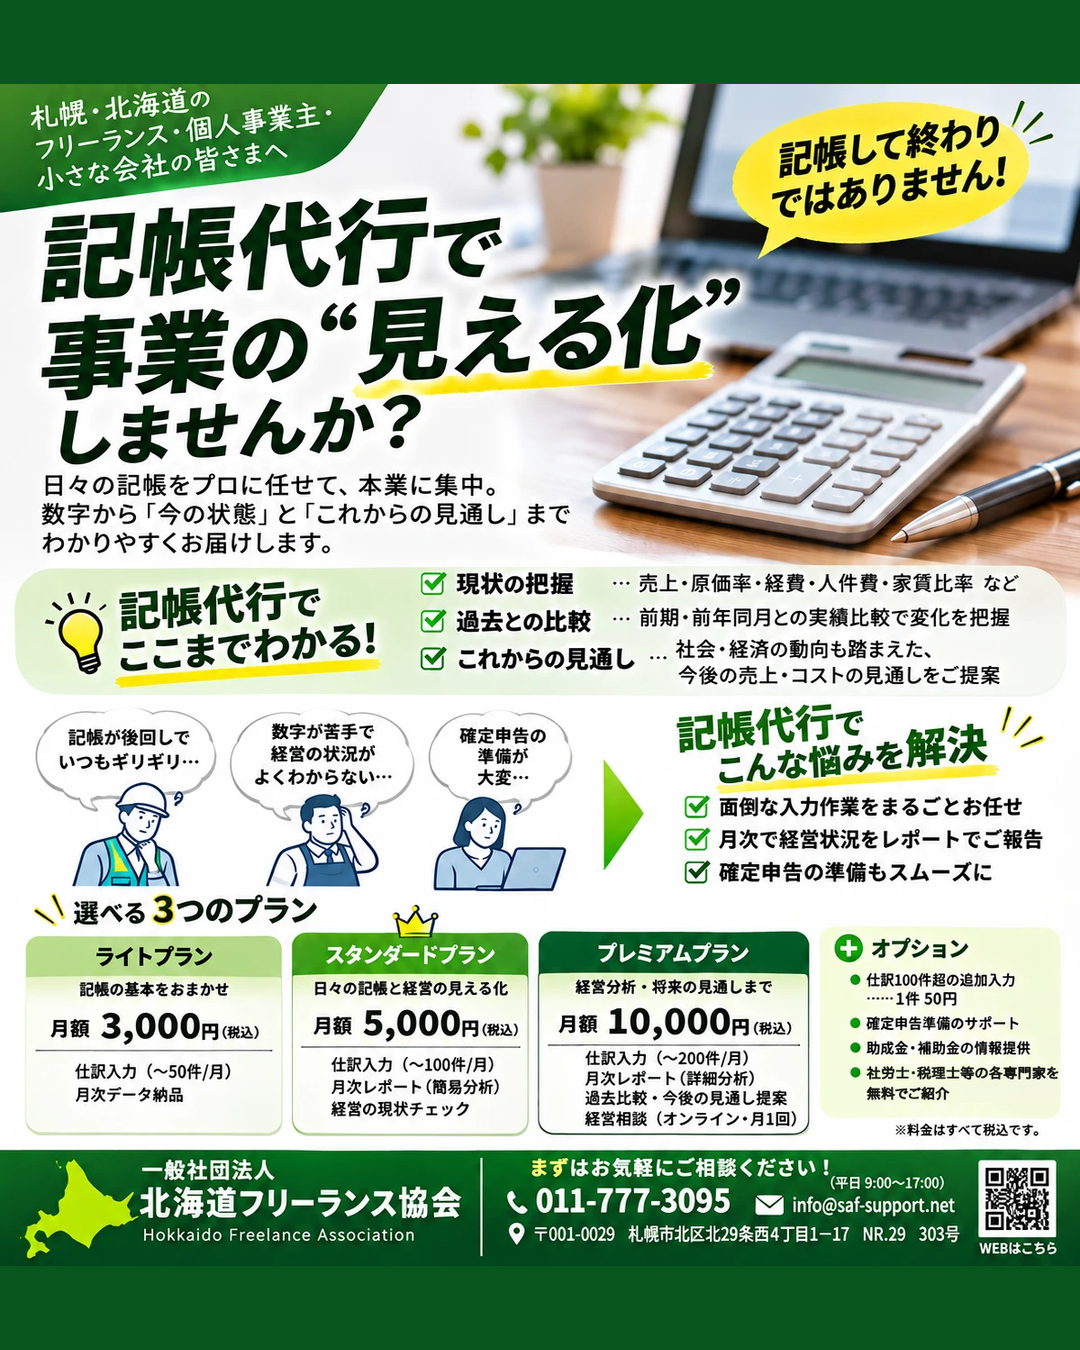 札幌・北海道の
フリーランス・個人事業主・
小さな会社の皆さまへ
記帳して終わり
ではありません!
記帳代行で
事業の“見える化”
しませんか?
日々の記帳をプロに任せて、本業に集中。
数字から「今の状態」と「これからの見通し」まで
わかりやすくお届けします。
記帳代行で
ここまでわかる!
現状の把握 … 売上・原価率・経費・人件費・家賃比率 など
過去との比較 … 前期・前年同月との実績比較で変化を把握
これからの見通し … 社会・経済の動向も踏まえた、
今後の売上・コストの見通しをご提案
記帳が後回しで
いつもギリギリ…
数字が苦手で
経営の状況が
よくわからない…
確定申告の
準備が
大変…
記帳代行で
こんな悩みを解決
面倒な入力作業をまるごとお任せ
月次で経営状況をレポートでご報告
確定申告の準備もスムーズに
選べる3つのプラン
ライトプラン
記帳の基本をおまかせ
月額 3,000円(税込)
仕訳入力(〜50件/月)
月次データ納品
スタンダードプラン
日々の記帳と経営の見える化
月額 5,000円(税込)
仕訳入力(〜100件/月)
月次レポート(簡易分析)
経営の現状チェック
プレミアムプラン
経営分析・将来の見通しまで
月額 10,000円(税込)
仕訳入力(〜200件/月)
月次レポート(詳細分析)
過去比較・今後の見通し提案
経営相談(オンライン・月1回)
オプション
仕訳100件超の追加入力
……1件 50円
確定申告準備のサポート
助成金・補助金の情報提供
社労士・税理士等の各専門家を
無料でご紹介
※料金はすべて税込です。
一般社団法人
北海道フリーランス協会
Hokkaido Freelance Association
まずはお気軽にご相談ください!
(平日 9:00〜17:00)
011-777-3095
info@saf-support.net
〒001-0029 札幌市北区北29条西4丁目1−17 NR.29 303号
WEBはこちら